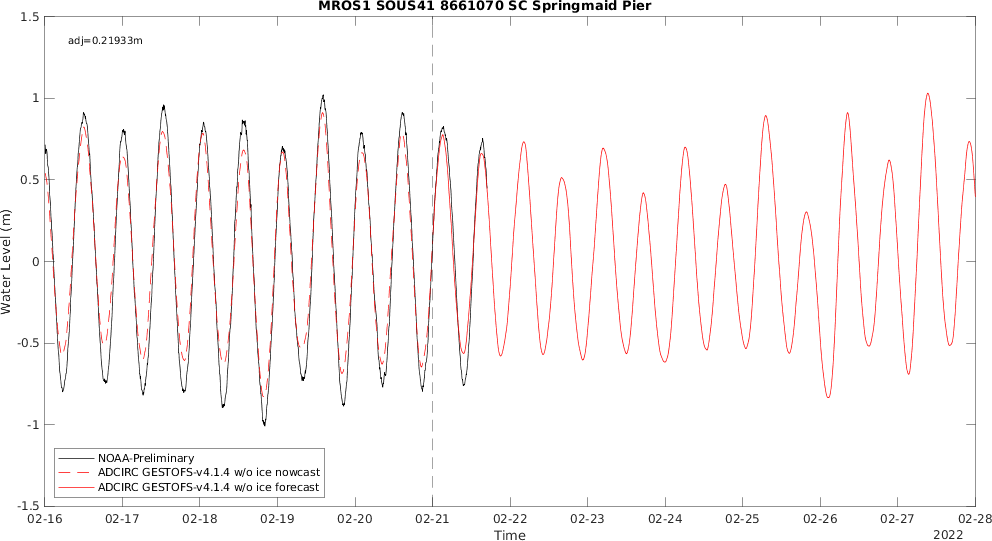 MROS1 SOUS41 8661070 SC Springmaid Pier
adj=0.21933m
Water Level (m)
1.5
1
0.5
0
-0.5
-1
-1.5
NOAA-Preliminary
ADCIRC GESTOFS-v4.1.4 w/o ice nowcast
ADCIRC GESTOFS-v4.1.4 w/o ice forecast
02-16 02-17 02-18 02-19 02-20 02-21 02-22 02-23 02-24 02-25 02-26 02-27 02-28
Time
2022